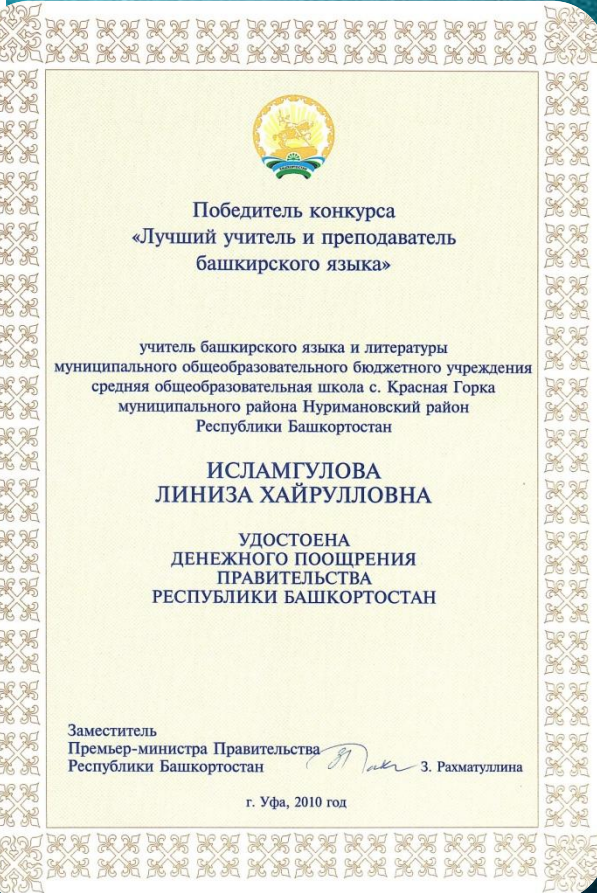 Победитель конкурса
«Лучший учитель и преподаватель
башкирского языка»
учитель башкирского языка и литературы
муниципального общеобразовательного бюджетного учреждения
средняя общеобразовательная школа с. Красная Горка
муниципального района Нуримановский район
Республики Башкортостан
ИСЛАМГУЛОВА
ЛИНИЗА ХАЙРУЛЛОВНА
УДОСТОЕНА
ДЕНЕЖНОГО ПООЩРЕНИЯ
ПРАВИТЕЛЬСТВА
РЕСПУБЛИКИ БАШКОРТОСТАН
Заместитель
Премьер-министра Правительства
Республики Башкортостан З. Рахматуллина
г. Уфа, 2010 год